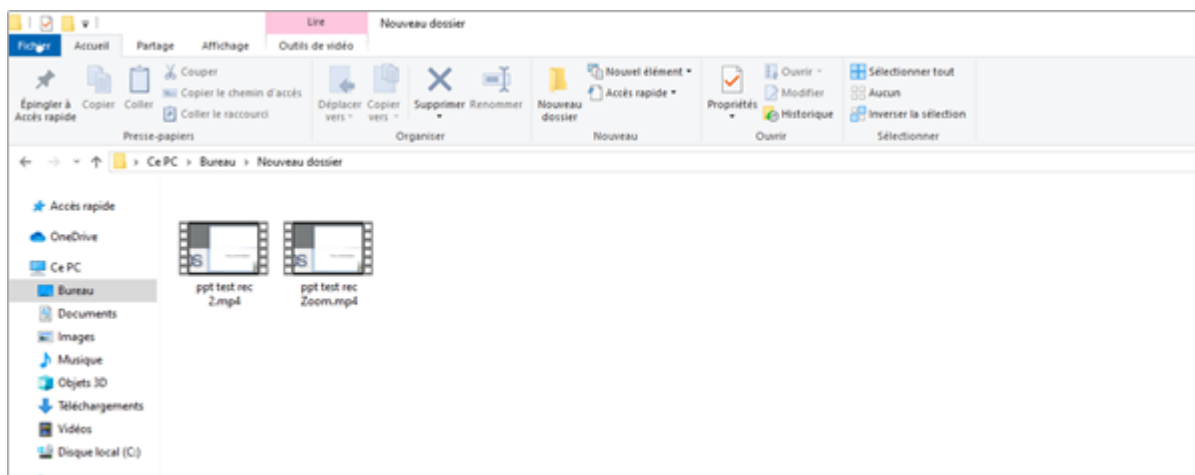 Lire
Nouveau dossier
Fichier
Accueil
Partage
Affichage
Outils de vidéo
Épingler à
Accès rapide
Copier
Coller
Couper
Copier le chemin d'accès
Coller le raccourci
Déplacer
vers
Copier
vers
Supprimer
Renommer
Nouveau
dossier
Nouvel élément
Accès rapide
Propriétés
Ouvrir
Modifier
Historique
Sélectionner tout
Aucun
Inverser la sélection
Presse-papiers
Organiser
Nouveau
Ouvrir
Sélectionner
Ce PC > Bureau > Nouveau dossier
Accès rapide
OneDrive
Ce PC
Bureau
Documents
Images
Musique
Objets 3D
Téléchargements
Vidéos
Disque local (C:)
ppt test rec
2.mp4
ppt test rec
Zoom.mp4